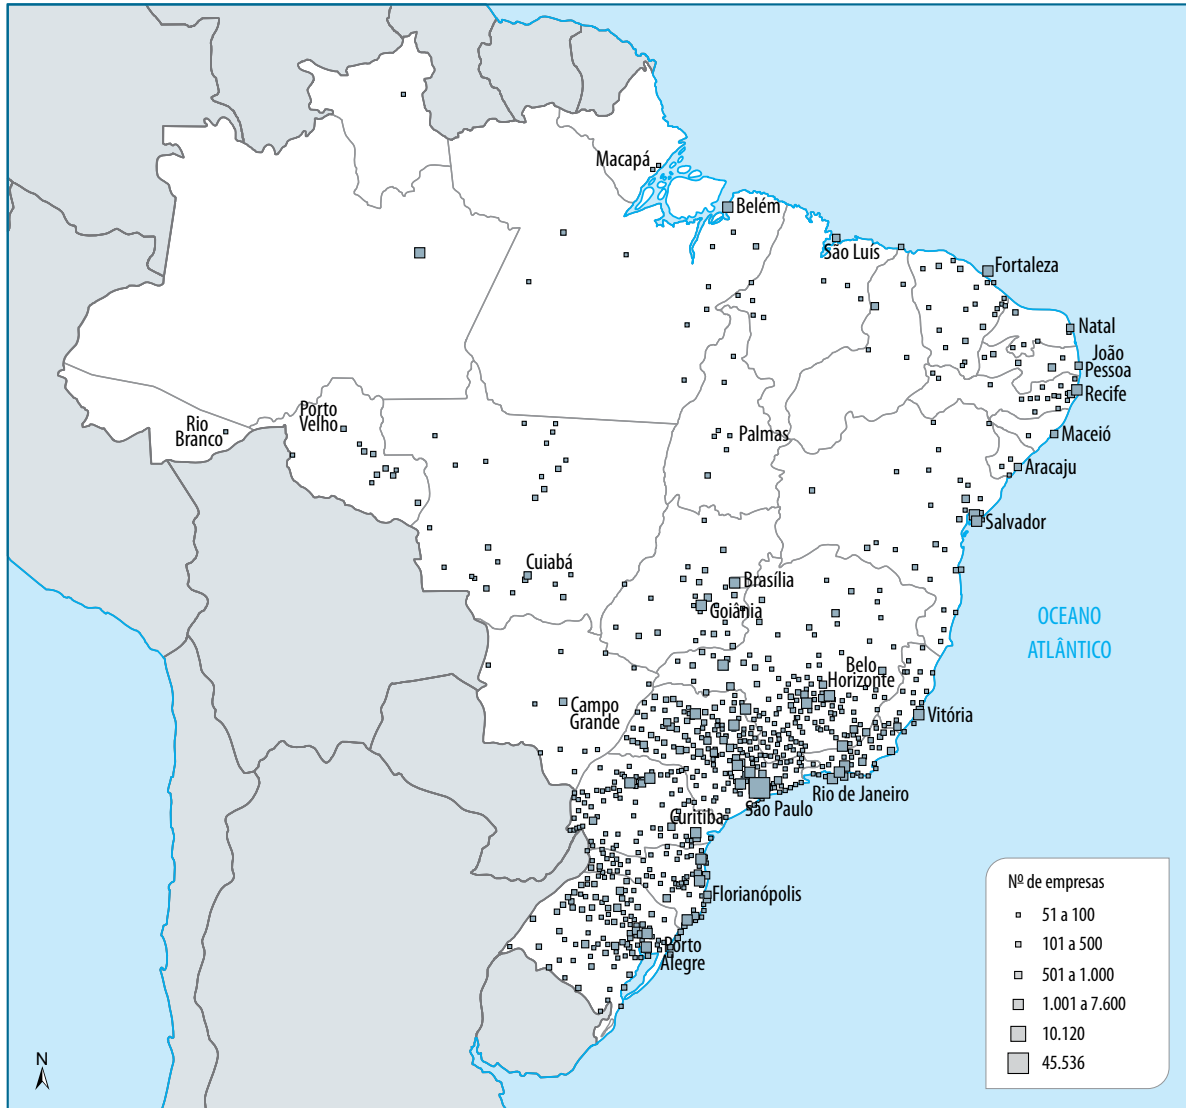 Macapá
Belém
São Luís
Fortaleza
Natal
João
Pessoa
Recife
Rio
Branco
Porto
Velho
Palmas
Maceió
Aracaju
Salvador
Cuiabá
Brasília
Goiânia
OCEANO
ATLÂNTICO
Belo
Horizonte
Campo
Grande
Vitória
Rio de Janeiro
São Paulo
Curitiba
Florianópolis
Porto
Alegre
Nº de empresas
51 a 100
101 a 500
501 a 1.000
1.001 a 7.600
10.120
45.536
N